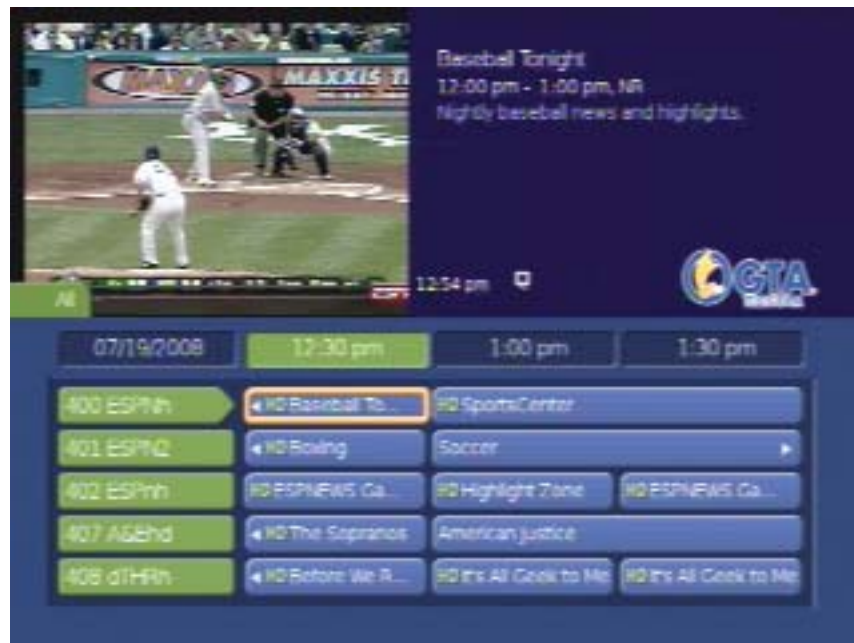 MAXXIS
Baseball Tonight
12:00 pm - 1:00 pm, NR
Nightly baseball news and highlights.
12:54 pm
GTA
All
07/19/2008 12:30 pm 1:00 pm 1:30 pm
400 ESPNh HD Baseball To... HD SportsCenter
401 ESPN2 HD Boxing Soccer
402 ESPnh HD ESPNEWS Ga... HD Highlight Zone HD ESPNEWS Ga...
407 A&Ehd HD The Sopranos American Justice
408 dTHRh HD Before We R... HD It's All Geek to Me HD It's All Geek to Me